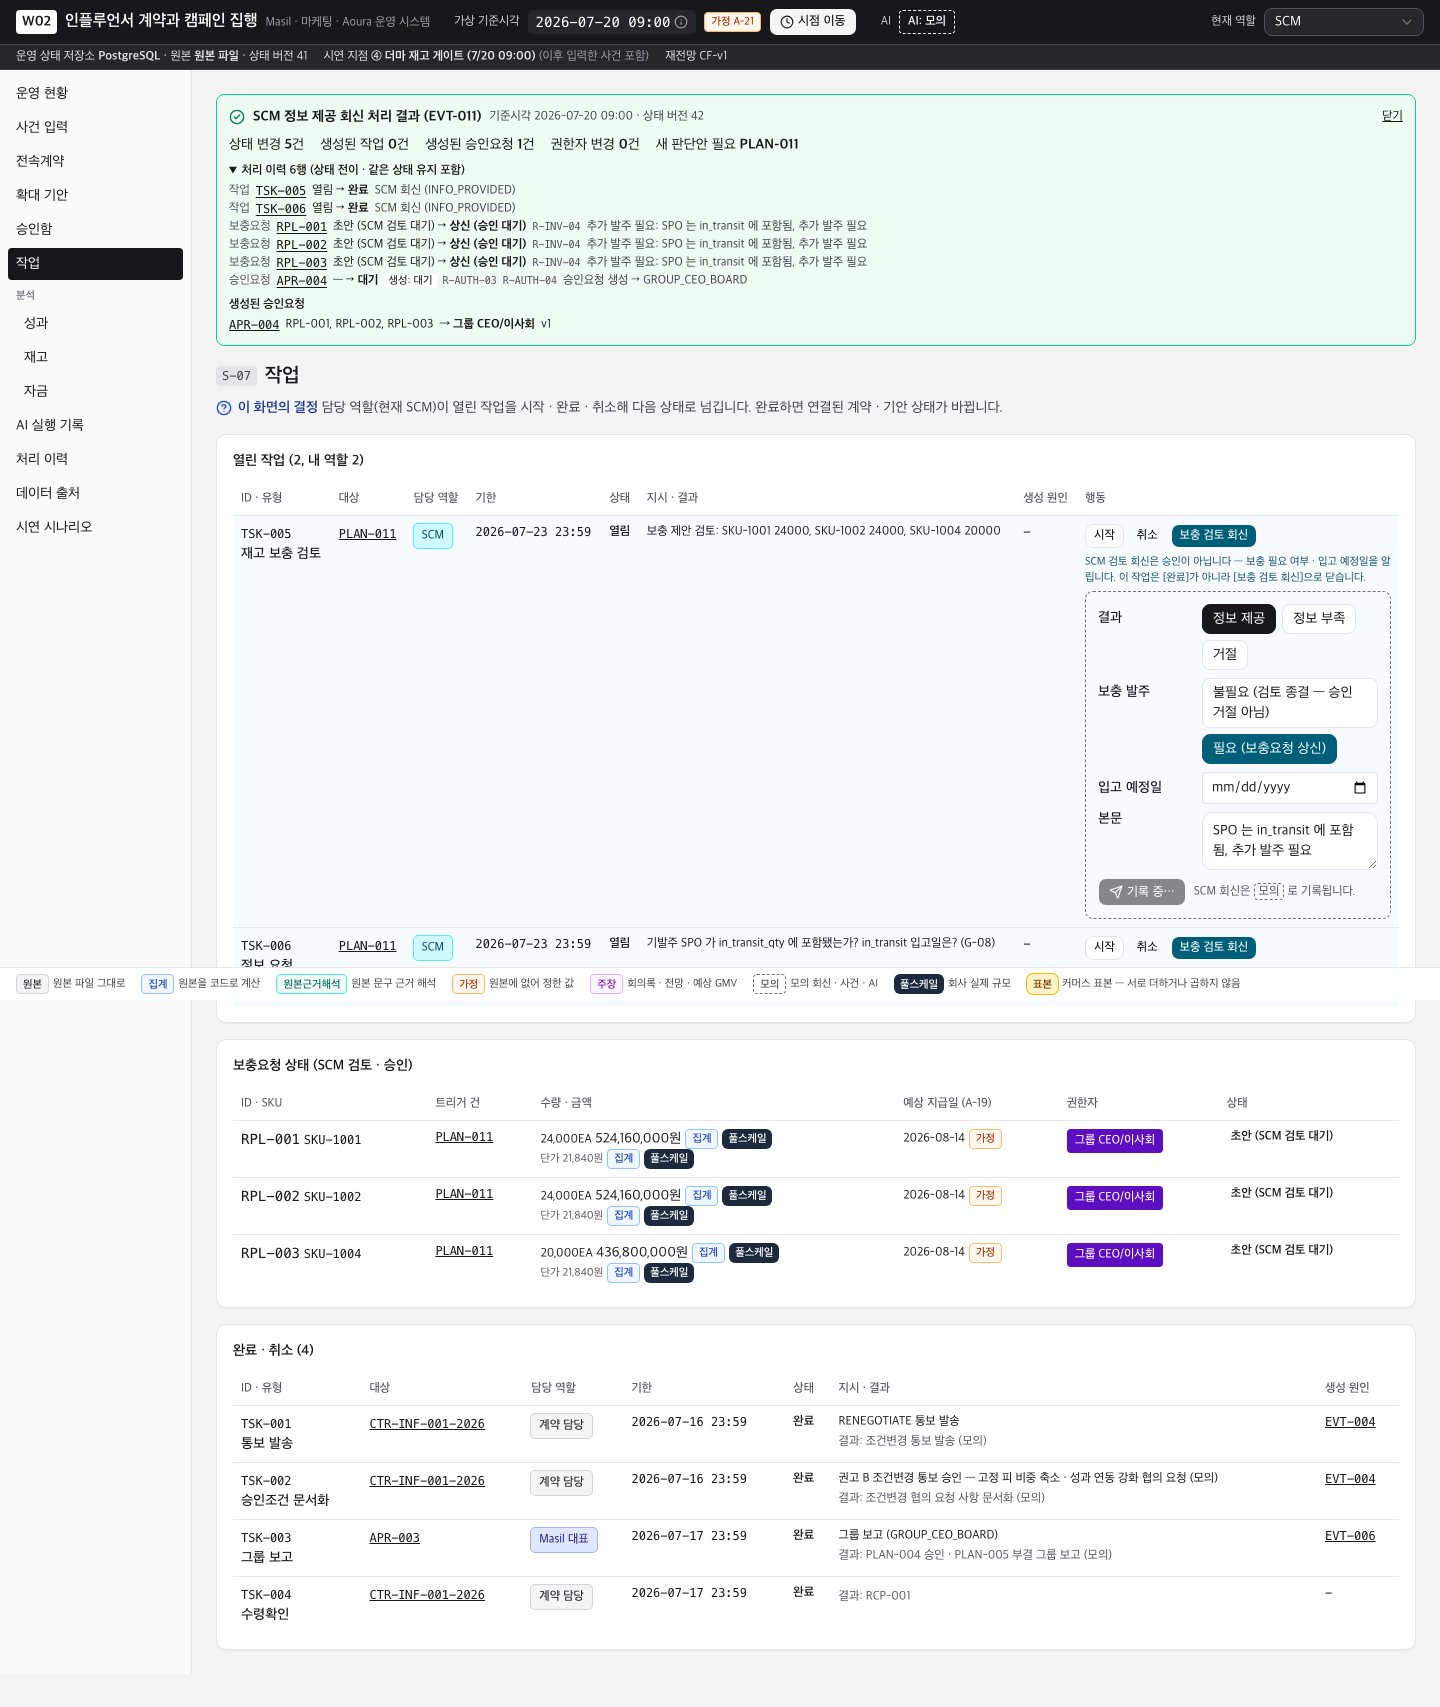 W02 인플루언서 계약과 캠페인 집행 Masil · 마케팅 · Aoura 운영 시스템 가상 기준시각 2026-07-20 09:00 가정 A-21 시점 이동 AI AI: 모의 현재 역할 SCM
운영 상태 저장소 PostgreSQL · 원본 원본 파일 · 상태 버전 41 시연 지점 ④ 더마 재고 게이트 (7/20 09:00) (이후 입력한 사건 포함) 재전망 CF-v1
운영 현황
사건 입력
전속계약
확대 기안
승인함
작업
분석
성과
재고
자금
AI 실행 기록
처리 이력
데이터 출처
시연 시나리오
SCM 정보 제공 회신 처리 결과 (EVT-011) 기준시각 2026-07-20 09:00 · 상태 버전 42 닫기
상태 변경 5건 생성된 작업 0건 생성된 승인요청 1건 권한자 변경 0건 새 판단안 필요 PLAN-011
▼ 처리 이력 6행 (상태 전이 · 같은 상태 유지 포함)
작업 TSK-005 열림 → 완료 SCM 회신 (INFO_PROVIDED)
작업 TSK-006 열림 → 완료 SCM 회신 (INFO_PROVIDED)
보충요청 RPL-001 초안 (SCM 검토 대기) → 상신 (승인 대기) R-INV-04 추가 발주 필요: SPO 는 in_transit 에 포함됨, 추가 발주 필요
보충요청 RPL-002 초안 (SCM 검토 대기) → 상신 (승인 대기) R-INV-04 추가 발주 필요: SPO 는 in_transit 에 포함됨, 추가 발주 필요
보충요청 RPL-003 초안 (SCM 검토 대기) → 상신 (승인 대기) R-INV-04 추가 발주 필요: SPO 는 in_transit 에 포함됨, 추가 발주 필요
승인요청 APR-004 — → 대기 생성: 대기 R-AUTH-03 R-AUTH-04 승인요청 생성 → GROUP_CEO_BOARD
생성된 승인요청
APR-004 RPL-001, RPL-002, RPL-003 → 그룹 CEO/이사회 v1
S-07 작업
이 화면의 결정 담당 역할(현재 SCM)이 열린 작업을 시작 · 완료 · 취소해 다음 상태로 넘깁니다. 완료하면 연결된 계약 · 기안 상태가 바뀝니다.
열린 작업 (2, 내 역할 2)
ID · 유형 대상 담당 역할 기한 상태 지시 · 결과 생성 원인 행동
TSK-005 PLAN-011 SCM 2026-07-23 23:59 열림 보충 제안 검토: SKU-1001 24000, SKU-1002 24000, SKU-1004 20000 — 시작 취소 보충 검토 회신
재고 보충 검토
SCM 검토 회신은 승인이 아닙니다 — 보충 필요 여부 · 입고 예정일을 알
립니다. 이 작업은 [완료]가 아니라 [보충 검토 회신]으로 닫습니다.
결과 정보 제공 정보 부족
거절
보충 발주 불필요 (검토 종결 — 승인
거절 아님)
필요 (보충요청 상신)
입고 예정일 mm/dd/yyyy
본문 SPO 는 in_transit 에 포함
됨, 추가 발주 필요
기록 중… SCM 회신은 모의 로 기록됩니다.
TSK-006 PLAN-011 SCM 2026-07-23 23:59 열림 기발주 SPO 가 in_transit_qty 에 포함됐는가? in_transit 입고일은? (G-08) — 시작 취소 보충 검토 회신
정보 요청
원본 원본 파일 그대로 집계 원본을 코드로 계산 원본근거해석 원본 문구 근거 해석 가정 원본에 없어 정한 값 주장 회의록 · 전망 · 예상 GMV 모의 모의 회신 · 사건 · AI 풀스케일 회사 실제 규모 표본 커머스 표본 — 서로 더하거나 곱하지 않음
보충요청 상태 (SCM 검토 · 승인)
ID · SKU 트리거 건 수량 · 금액 예상 지급일 (A-19) 권한자 상태
RPL-001 SKU-1001 PLAN-011 24,000EA 524,160,000원 집계 풀스케일 2026-08-14 가정 그룹 CEO/이사회 초안 (SCM 검토 대기)
단가 21,840원 집계 풀스케일
RPL-002 SKU-1002 PLAN-011 24,000EA 524,160,000원 집계 풀스케일 2026-08-14 가정 그룹 CEO/이사회 초안 (SCM 검토 대기)
단가 21,840원 집계 풀스케일
RPL-003 SKU-1004 PLAN-011 20,000EA 436,800,000원 집계 풀스케일 2026-08-14 가정 그룹 CEO/이사회 초안 (SCM 검토 대기)
단가 21,840원 집계 풀스케일
완료 · 취소 (4)
ID · 유형 대상 담당 역할 기한 상태 지시 · 결과 생성 원인
TSK-001 CTR-INF-001-2026 계약 담당 2026-07-16 23:59 완료 RENEGOTIATE 통보 발송 EVT-004
통보 발송 결과: 조건변경 통보 발송 (모의)
TSK-002 CTR-INF-001-2026 계약 담당 2026-07-16 23:59 완료 권고 B 조건변경 통보 승인 — 고정 피 비중 축소 · 성과 연동 강화 협의 요청 (모의) EVT-004
승인조건 문서화 결과: 조건변경 협의 요청 사항 문서화 (모의)
TSK-003 APR-003 Masil 대표 2026-07-17 23:59 완료 그룹 보고 (GROUP_CEO_BOARD) EVT-006
그룹 보고 결과: PLAN-004 승인 · PLAN-005 부결 그룹 보고 (모의)
TSK-004 CTR-INF-001-2026 계약 담당 2026-07-17 23:59 완료 결과: RCP-001 —
수령확인